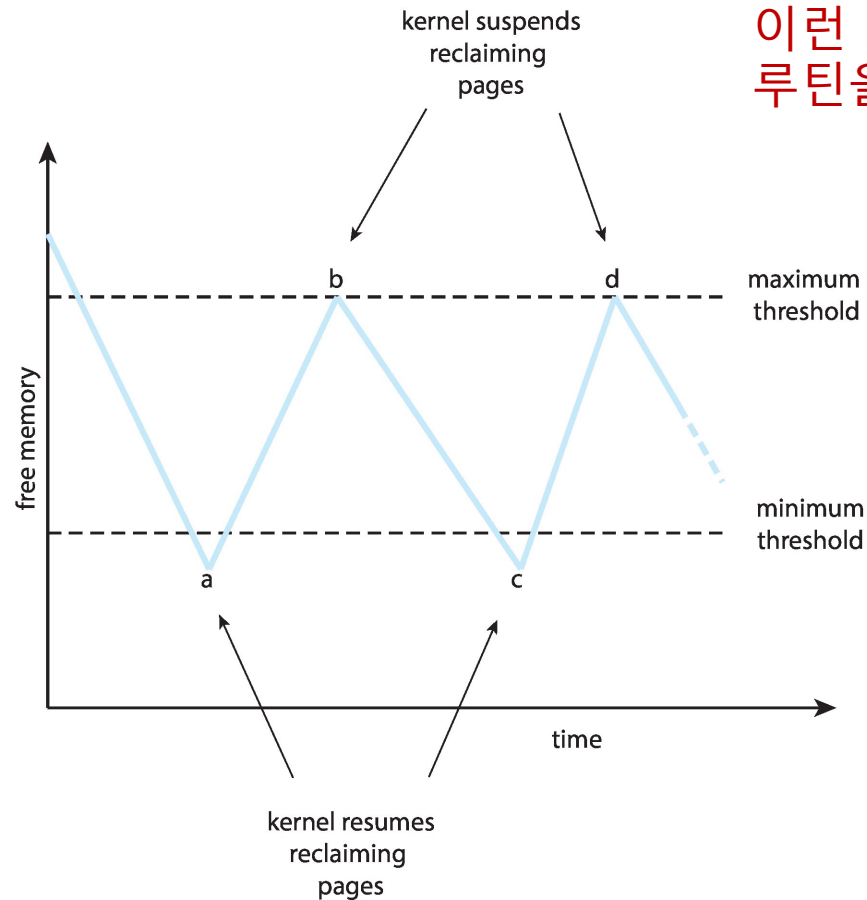 kernel suspends
reclaiming
pages
이런
루틴을
b
d
maximum
threshold
free memory
minimum
threshold
a
c
time
kernel resumes
reclaiming
pages